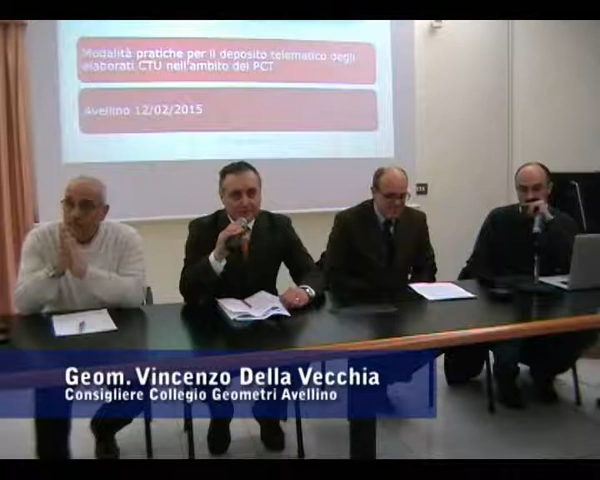 Modalità pratiche per il deposito telematico degli
elaborati CTU nell'ambito del PCT
Avellino 12/02/2015
Geom. Vincenzo Della Vecchia
Consigliere Collegio Geometri Avellino